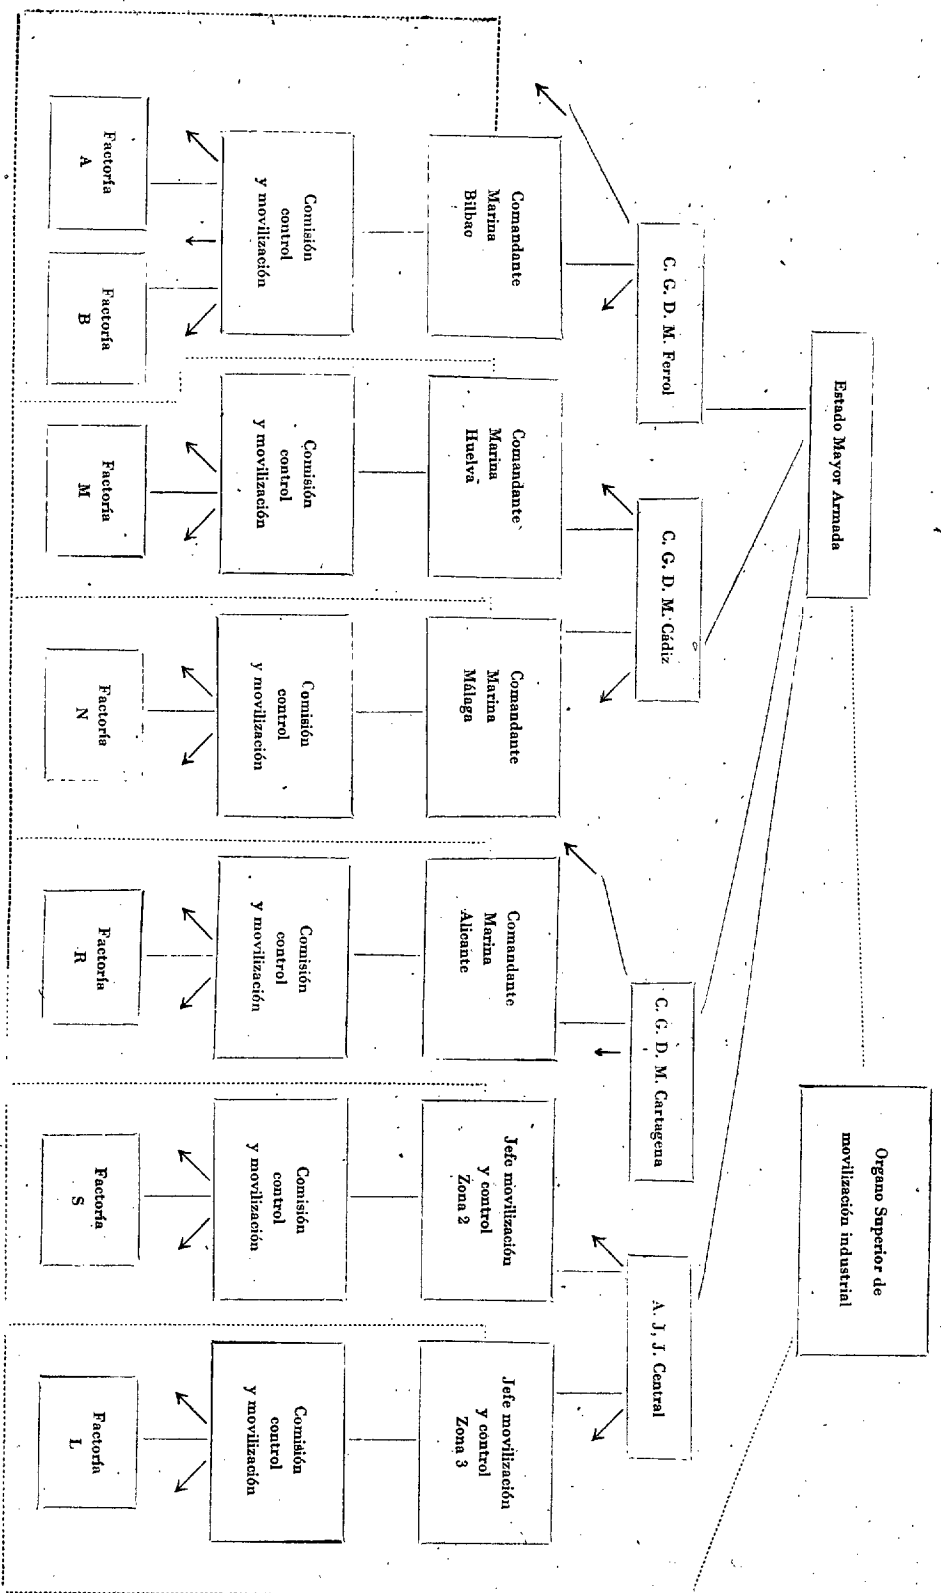 Organo Superior de
movilización industrial
Estado Mayor Armada
C. G. D. M. Ferrol
C. G. D. M. Cádiz
C. G. D. M. Cartagena
A. J, J. Central
Comandante
Marina
Bilbao
Comandante
Marina
Huelva
Comandante
Marina
Málaga
Comandante
Marina
Alicante
Jefe movilización
y control
Zona 2
Jefe movilización
y control
Zona 3
Comisión
control
y movilización
Comisión
control
y movilización
Comisión
control
y movilización
Comisión
control
y movilización
Comisión
control
y movilización
Comisión
control
y movilización
Factoría
A
Factoría
B
Factoría
M
Factoría
N
Factoría
R
Factoría
S
Factoría
L